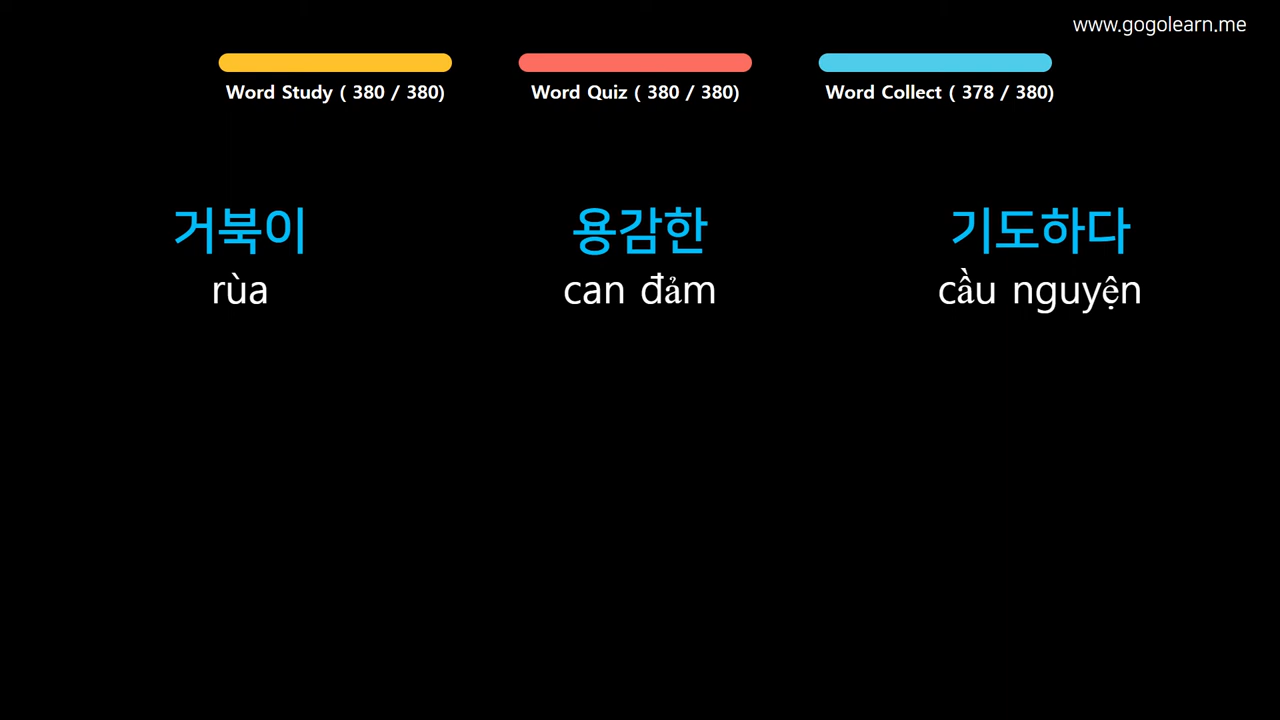 www.gogolearn.me
Word Study ( 380 / 380)
Word Quiz ( 380 / 380)
Word Collect ( 378 / 380)
거북이
용감한
기도하다
rùa
can đảm
cầu nguyện